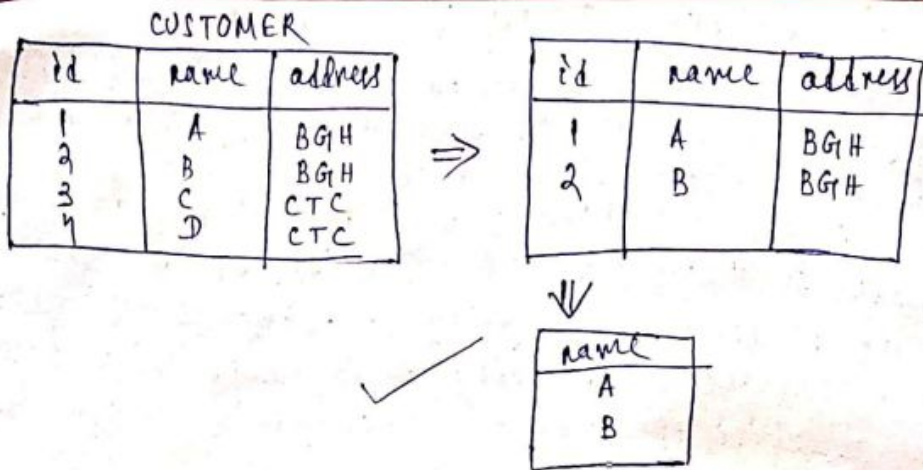 CUSTOMER
id name address
1 A BGH
2 B BGH
3 C CTC
4 D CTC
⇒
id name address
1 A BGH
2 B BGH
⇓
name
A
B